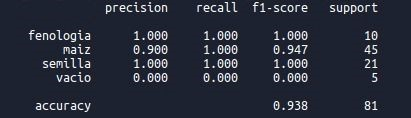 precision recall f1-score support
fenologia 1.000 1.000 1.000 10
maiz 0.900 1.000 0.947 45
semilla 1.000 1.000 1.000 21
vacio 0.000 0.000 0.000 5
accuracy 0.938 81